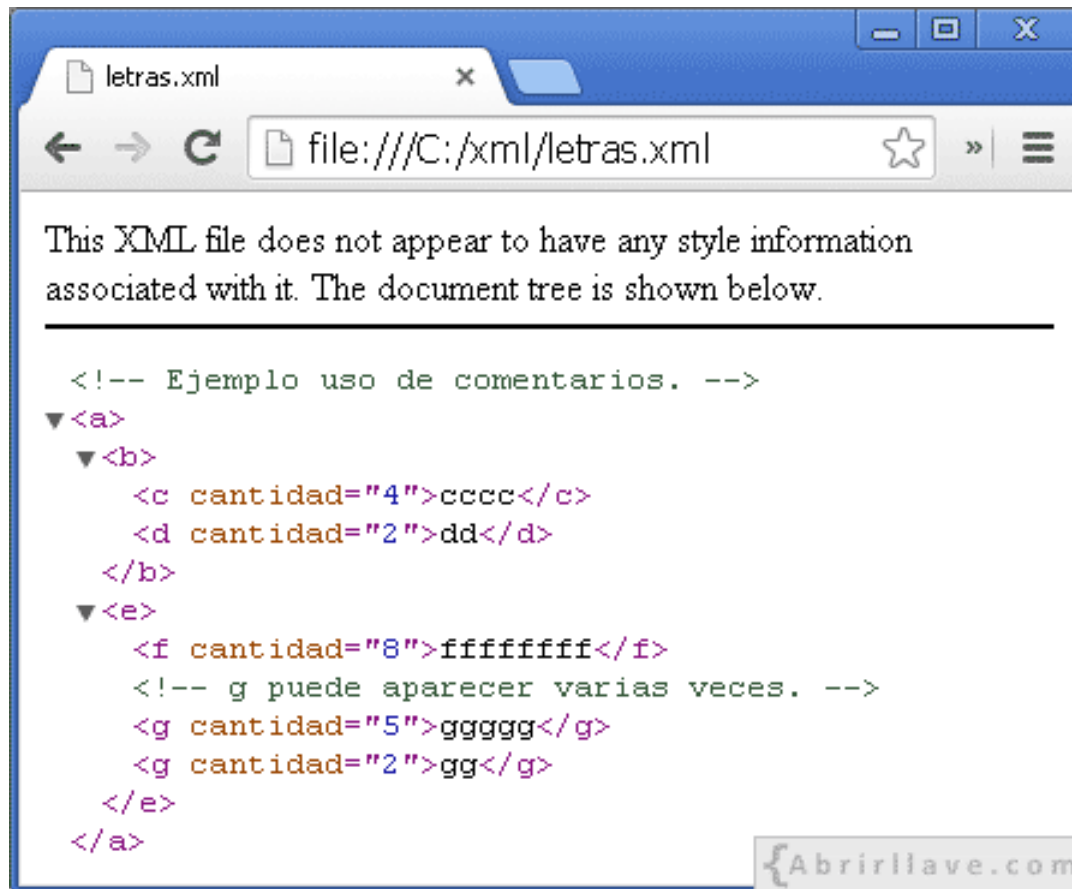 letras.xml
file:///C:/xml/letras.xml
This XML file does not appear to have any style information
associated with it. The document tree is shown below.
<!-- Ejemplo uso de comentarios. -->
▼<a>
▼<b>
<c cantidad="4">cccc</c>
<d cantidad="2">dd</d>
</b>
▼<e>
<f cantidad="8">ffffffff</f>
<!-- g puede aparecer varias veces. -->
<g cantidad="5">ggggg</g>
<g cantidad="2">gg</g>
</e>
</a>
{Abrirllave.com